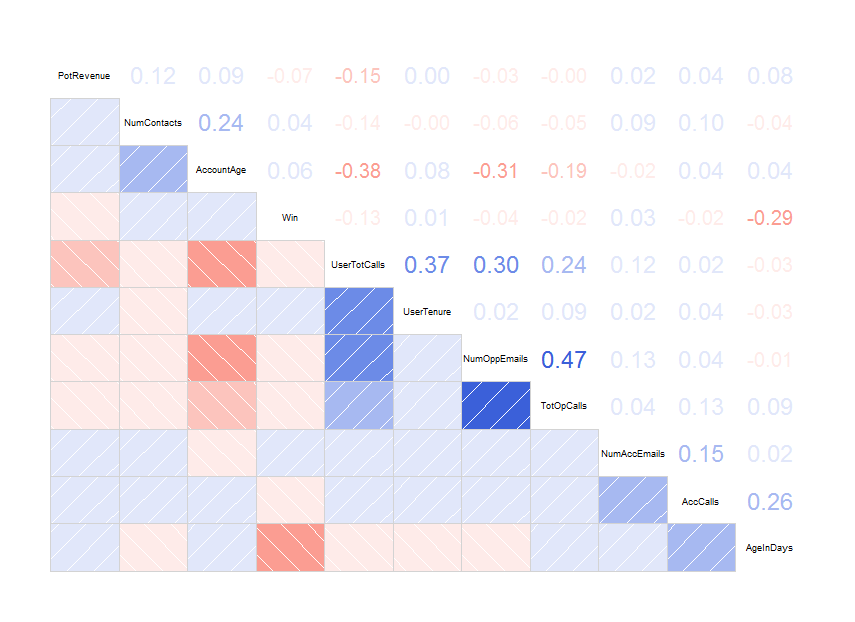 PotRevenue 0.12 0.09 -0.07 -0.15 0.00 -0.03 -0.00 0.02 0.04 0.08
NumContacts 0.24 0.04 -0.14 -0.00 -0.06 -0.05 0.09 0.10 -0.04
AccountAge 0.06 -0.38 0.08 -0.31 -0.19 -0.02 0.04 0.04
Win -0.13 0.01 -0.04 -0.02 0.03 -0.02 -0.29
UserTotCalls 0.37 0.30 0.24 0.12 0.02 -0.03
UserTenure 0.02 0.09 0.02 0.04 -0.03
NumOppEmails 0.47 0.13 0.04 -0.01
TotOpCalls 0.04 0.13 0.09
NumAccEmails 0.15 0.02
AccCalls 0.26
AgeInDays